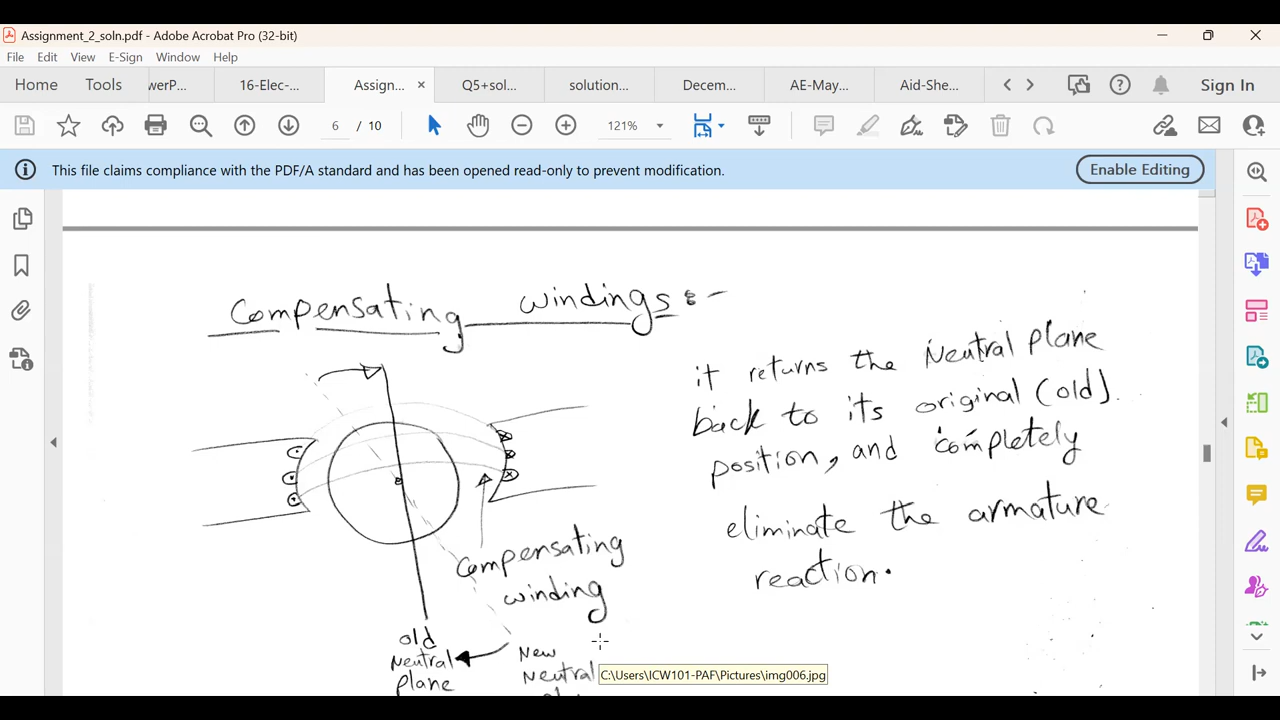 Assignment_2_soln.pdf - Adobe Acrobat Pro (32-bit)
File Edit View Window Help
Home Tools werP... 16-Elec-... Assign... × Q5+sol... solution... Decem... AE-May... Aid-She... Sign In
6 / 10 121%
This file claims compliance with the PDF/A standard and has been opened read-only to prevent modification. Enable Editing
Compensating windings :-
it returns the Neutral Plane
back to its original (old)
position, and completely
eliminate the armature
reaction.
compensating
winding
old
Neutral
plane
New
Neutral
C:\Users\ICW101-PAF\Pictures\img006.jpg